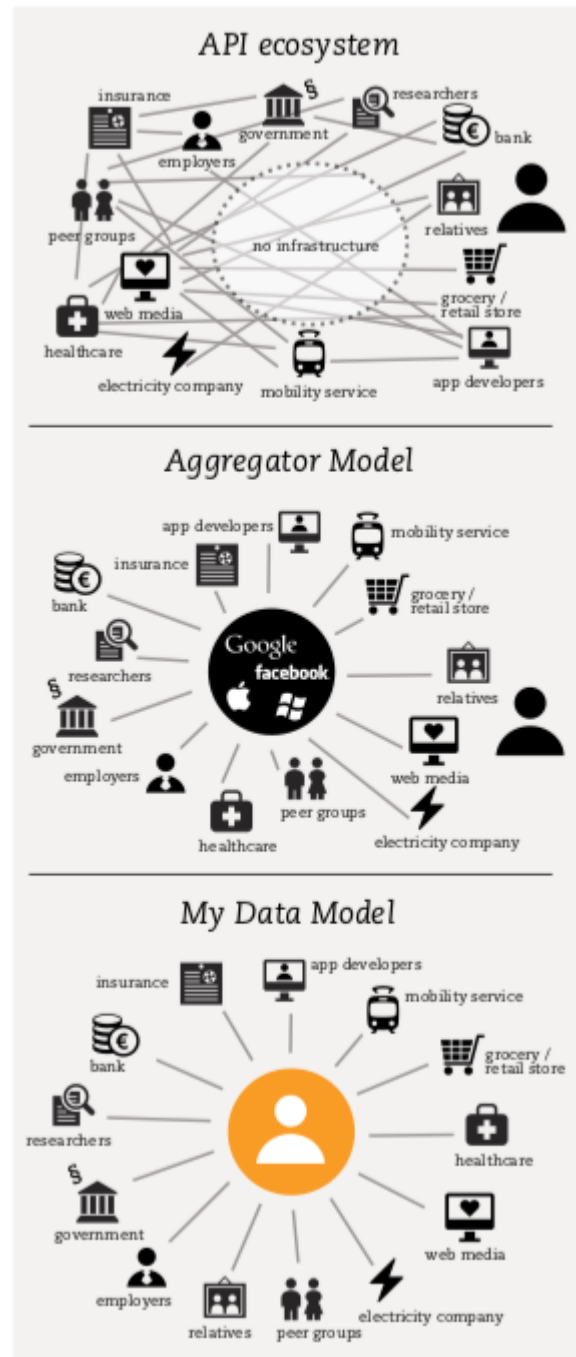 API ecosystem
insurance
§
researchers
government
bank
employers
peer groups
no infrastructure
relatives
web media
grocery /
retail store
healthcare
electricity company
mobility service
app developers
Aggregator Model
app developers
mobility service
insurance
bank
grocery /
retail store
Google
facebook
researchers
relatives
§
government
employers
web media
peer groups
healthcare
electricity company
My Data Model
app developers
insurance
mobility service
bank
grocery /
retail store
researchers
healthcare
§
government
web media
employers
relatives
peer groups
electricity company